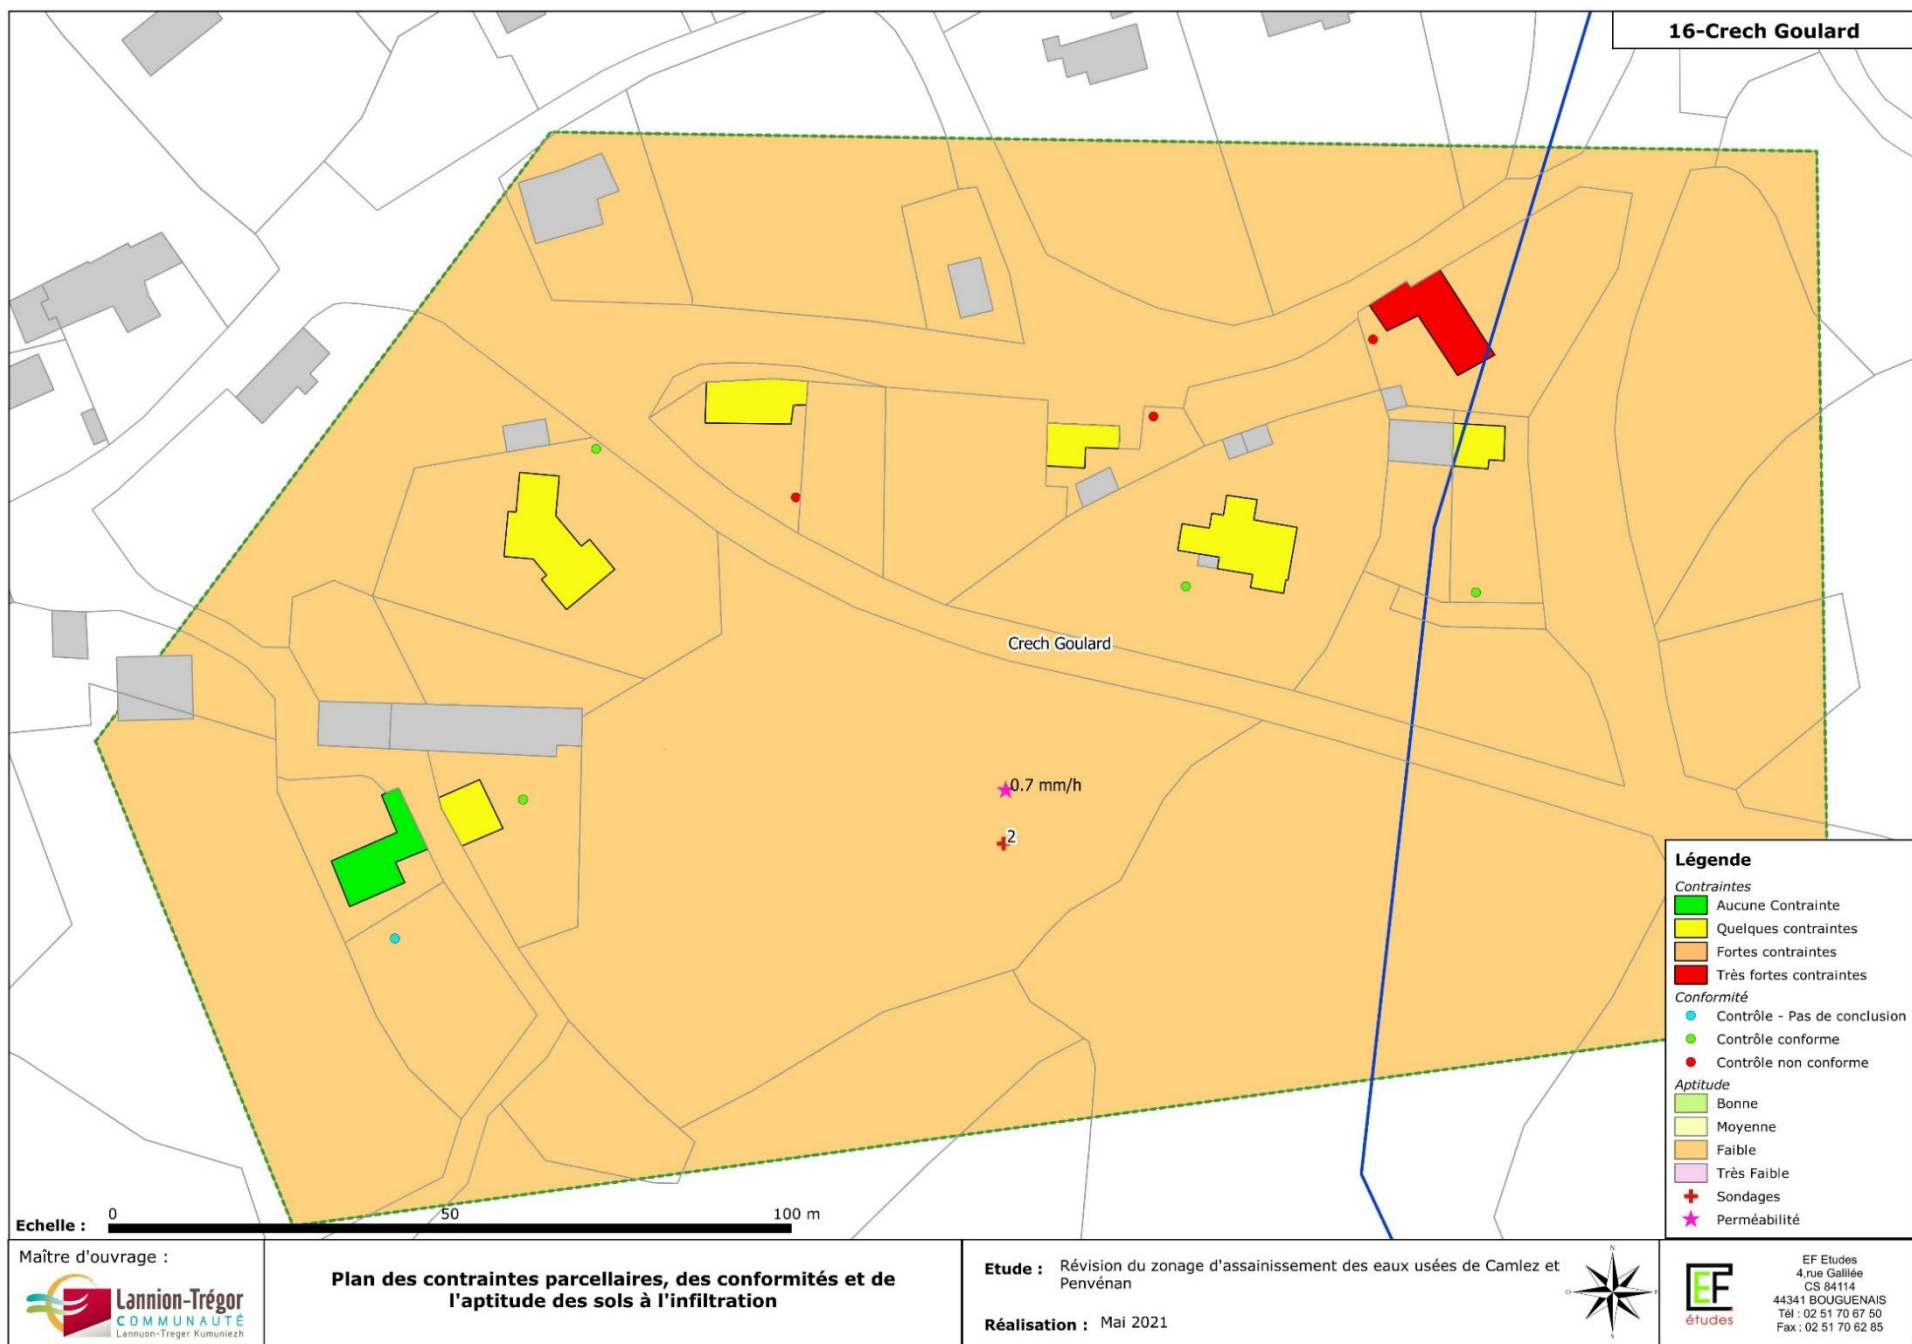 16-Crech Goulard
Crech Goulard
0.7 mm/h
2
Légende
Contraintes
Aucune Contrainte
Quelques contraintes
Fortes contraintes
Très fortes contraintes
Conformité
Contrôle - Pas de conclusion
Contrôle conforme
Contrôle non conforme
Aptitude
Bonne
Moyenne
Faible
Très Faible
Sondages
Perméabilité
Echelle :
0 50 100 m
Maître d'ouvrage :
Lannion-Trégor
COMMUNAUTÉ
Lannuon-Treger Kumuniezh
Plan des contraintes parcellaires, des conformités et de
l'aptitude des sols à l'infiltration
Etude : Révision du zonage d'assainissement des eaux usées de Camlez et
Penvénan
Réalisation : Mai 2021
N
O
E
S
EF
études
EF Etudes
4,rue Galilée
CS 84114
44341 BOUGUENAIS
Tél : 02 51 70 67 50
Fax : 02 51 70 62 85